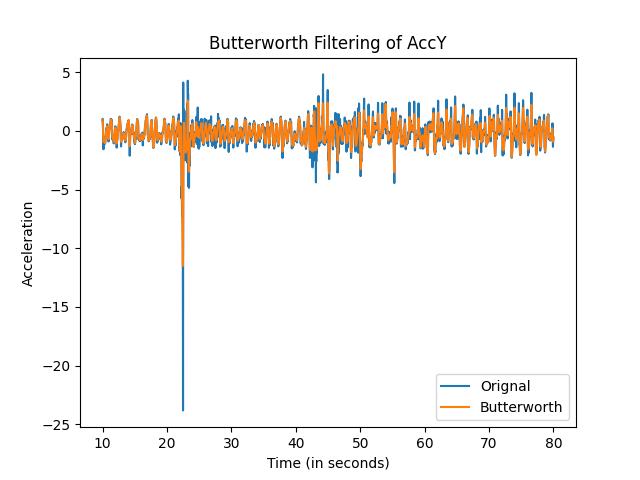 Butterworth Filtering of AccY
5
0
−5
−10
−15
−20
−25
Acceleration
10 20 30 40 50 60 70 80
Time (in seconds)
Orignal
Butterworth